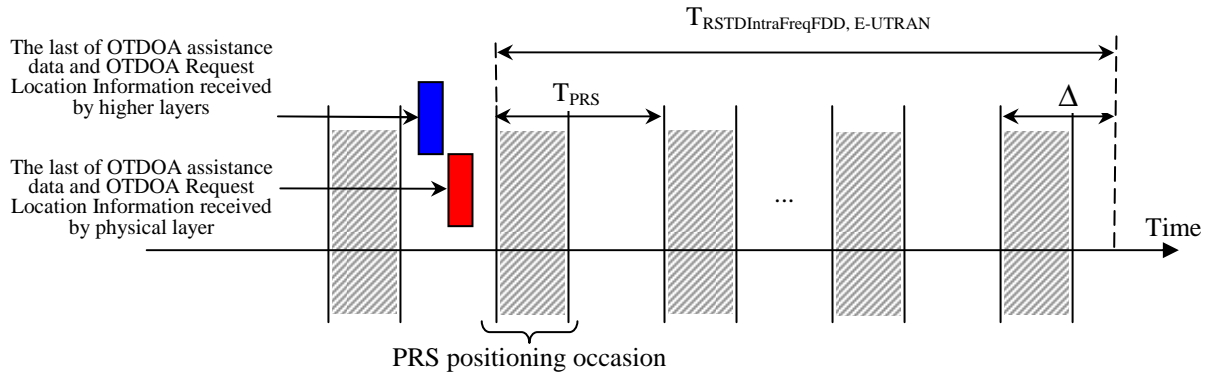 The last of OTDOA assistance
data and OTDOA Request
Location Information received
by higher layers
T_RSTDIntraFreqFDD, E-UTRAN
T_PRS
Δ
The last of OTDOA assistance
data and OTDOA Request
Location Information received
by physical layer
...
Time
PRS positioning occasion